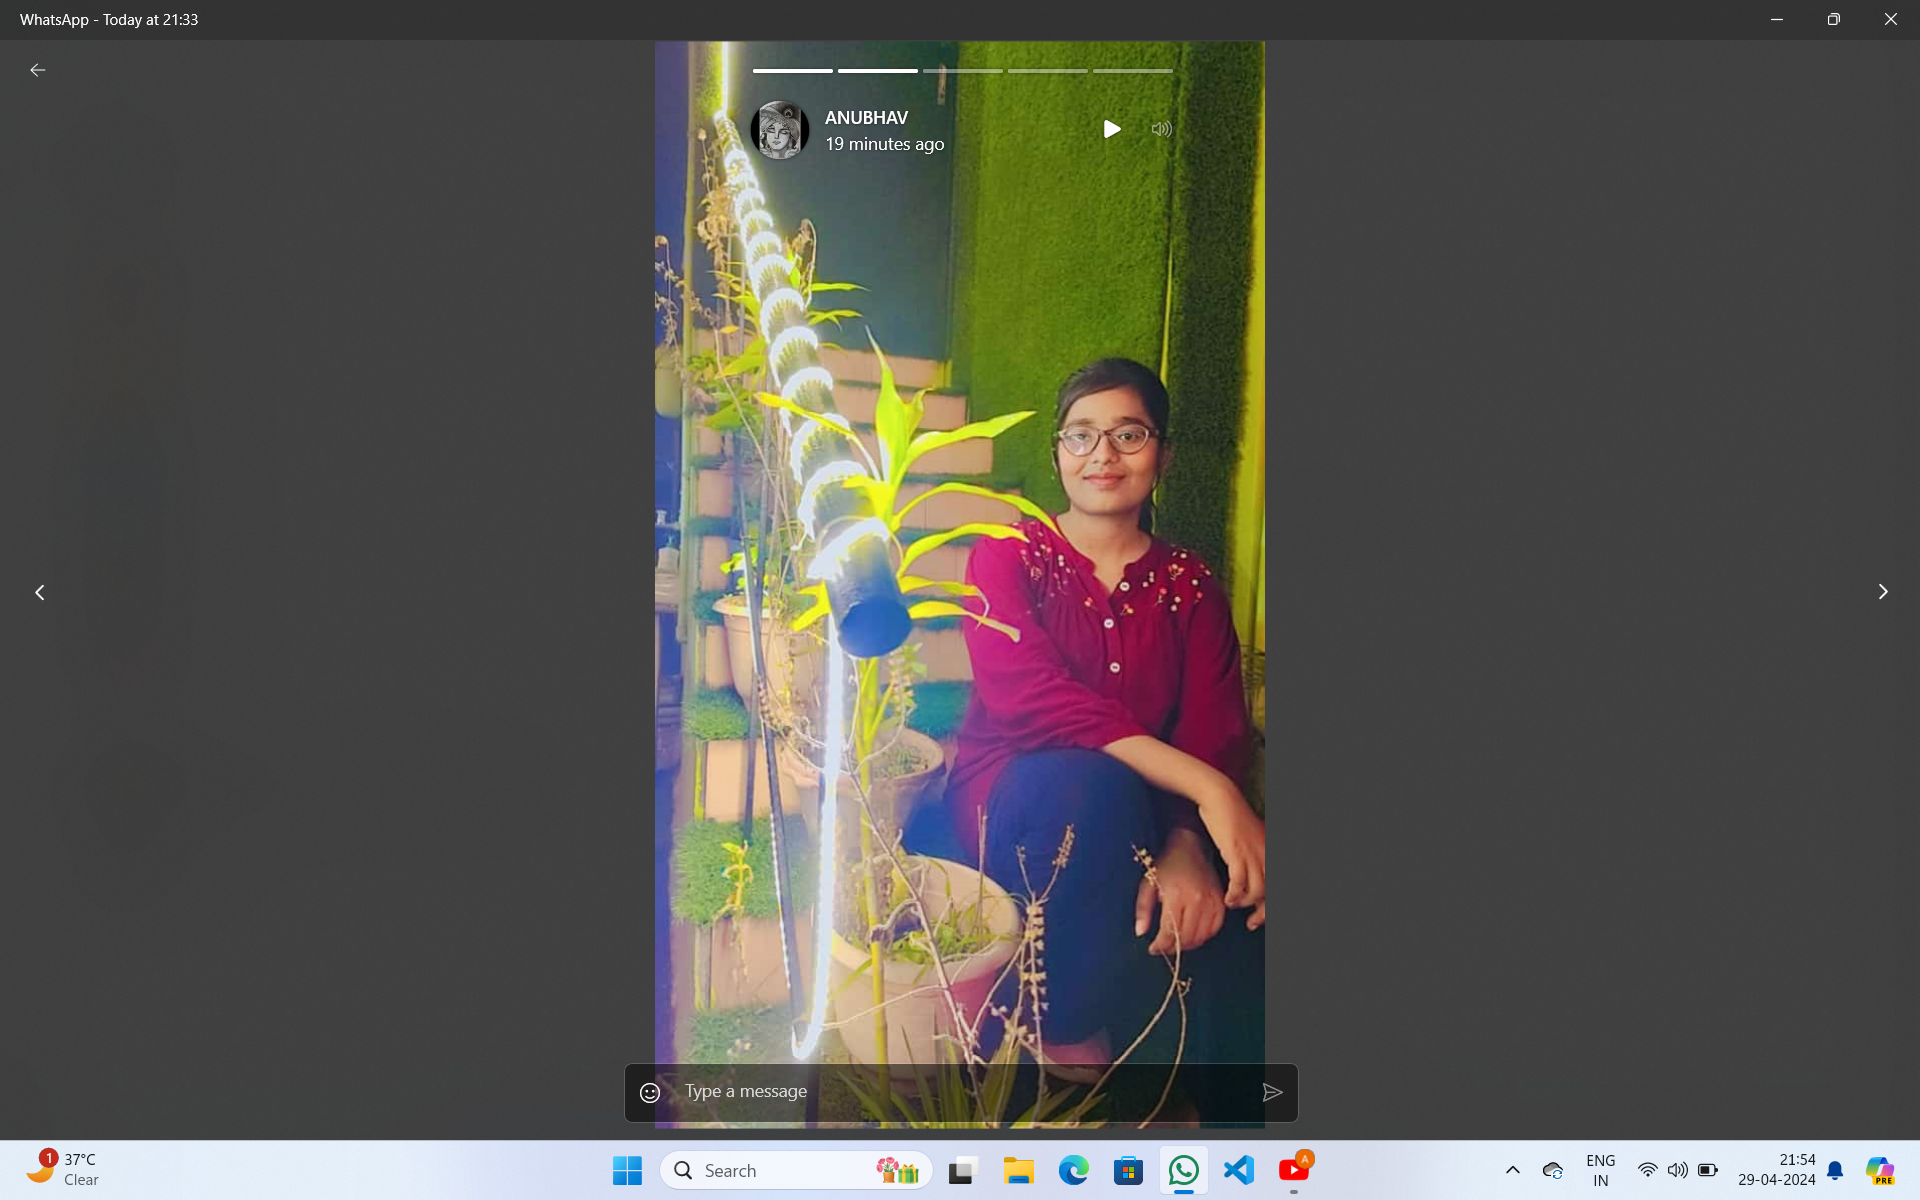 WhatsApp - Today at 21:33
ANUBHAV
19 minutes ago
Type a message
1
37°C
Clear
Search
A
ENG
IN
21:54
29-04-2024
PRE